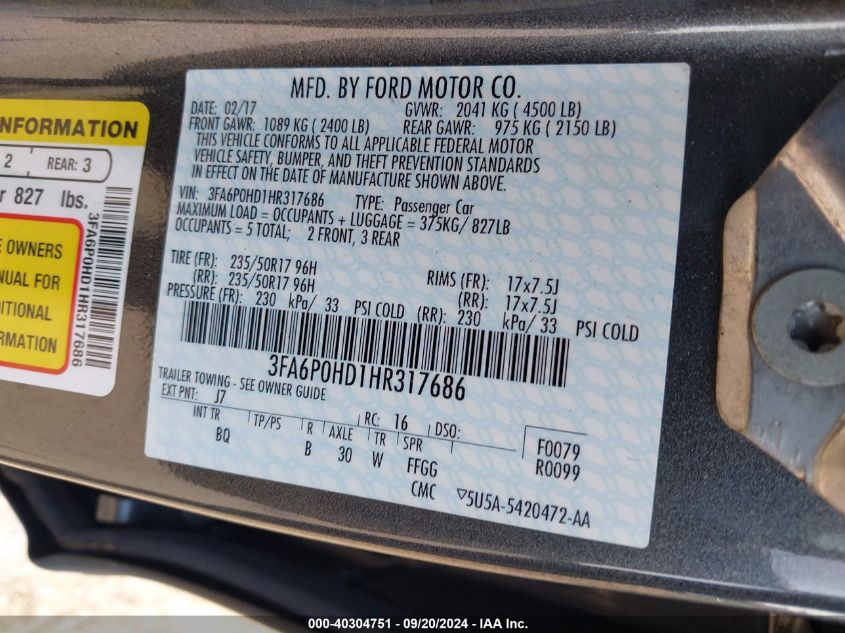 MFD. BY FORD MOTOR CO.
DATE: 02/17 GVWR: 2041 KG ( 4500 LB)
FRONT GAWR: 1089 KG ( 2400 LB) REAR GAWR: 975 KG ( 2150 LB)
THIS VEHICLE CONFORMS TO ALL APPLICABLE FEDERAL MOTOR
VEHICLE SAFETY, BUMPER, AND THEFT PREVENTION STANDARDS
IN EFFECT ON THE DATE OF MANUFACTURE SHOWN ABOVE.
VIN: 3FA6P0HD1HR317686 TYPE: Passenger Car
MAXIMUM LOAD = OCCUPANTS + LUGGAGE = 375KG/ 827LB
OCCUPANTS = 5 TOTAL; 2 FRONT, 3 REAR
TIRE (FR): 235/50R17 96H RIMS (FR): 17x7.5J
(RR): 235/50R17 96H (RR): 17x7.5J
PRESSURE (FR): 230 kPa/ 33 PSI COLD (RR): 230 kPa/ 33 PSI COLD
3FA6P0HD1HR317686
TRAILER TOWING - SEE OWNER GUIDE
EXT PNT: J7 RC: 16 DSO:
INT TR TP/PS R AXLE TR SPR
BQ B 30 W FFGG
F0079
R0099
CMC ▽5U5A-5420472-AA
NFORMATION
2 REAR: 3
r 827 lbs.
3FA6P0HD1HR317686
E OWNERS
ANUAL FOR
DITIONAL
ORMATION
000-40304751 — 09/20/2024 — IAA Inc.